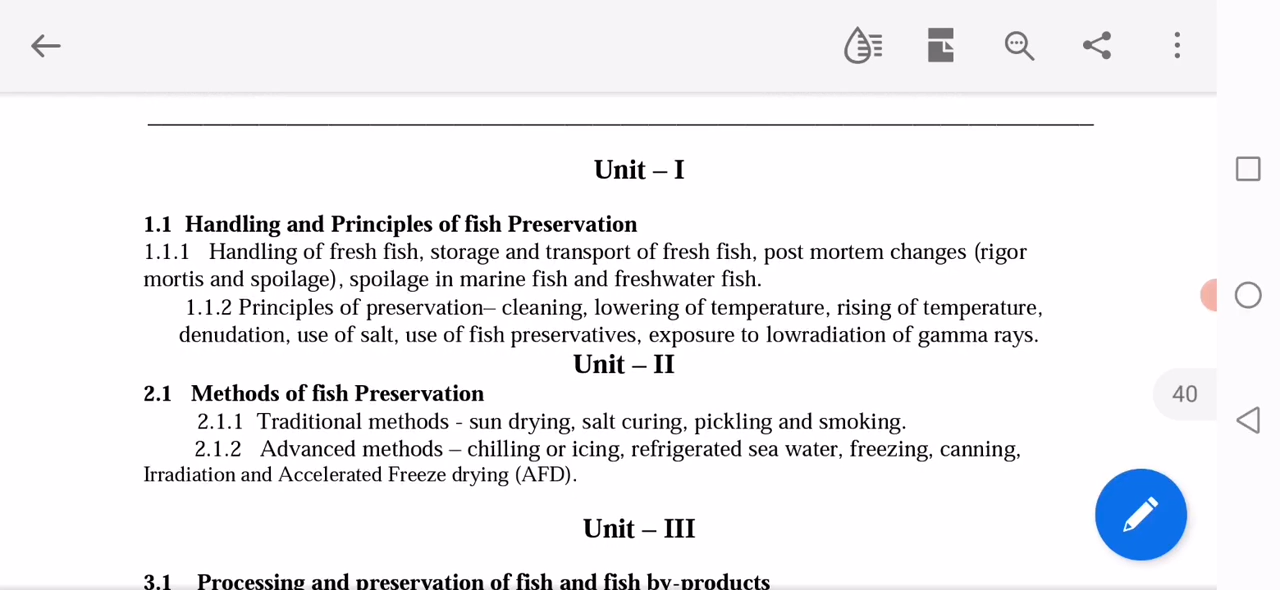 Unit – I
1.1 Handling and Principles of fish Preservation
1.1.1 Handling of fresh fish, storage and transport of fresh fish, post mortem changes (rigor
mortis and spoilage), spoilage in marine fish and freshwater fish.
1.1.2 Principles of preservation– cleaning, lowering of temperature, rising of temperature,
denudation, use of salt, use of fish preservatives, exposure to lowradiation of gamma rays.
Unit – II
2.1 Methods of fish Preservation
40
2.1.1 Traditional methods - sun drying, salt curing, pickling and smoking.
2.1.2 Advanced methods – chilling or icing, refrigerated sea water, freezing, canning,
Irradiation and Accelerated Freeze drying (AFD).
Unit – III
3.1 Processing and preservation of fish and fish by-products